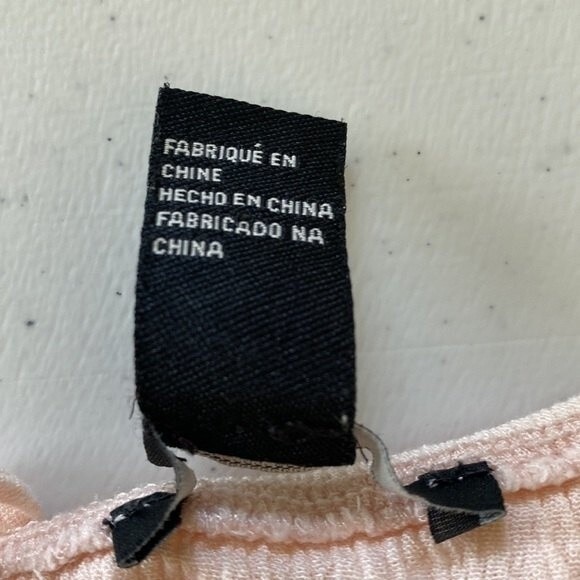 FABRIQUÉ EN
CHINE
HECHO EN CHINA
FABRICADO NA
CHINA